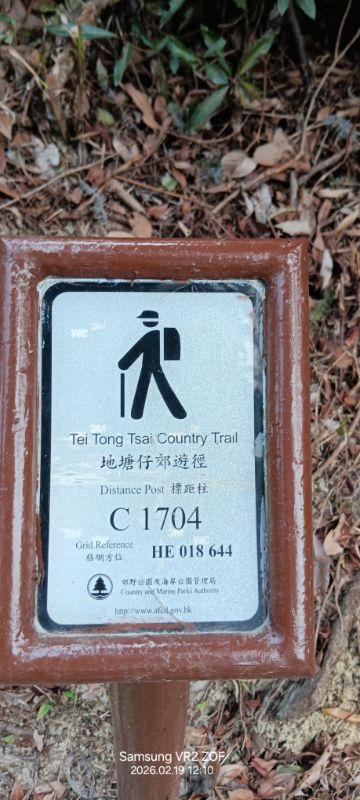 Tei Tong Tsai Country Trail
地塘仔郊遊徑
Distance Post 標距柱
C 1704
Grid Reference
格網方位
HE 018 644
郊野公園及海岸公園管理局
Country and Marine Parks Authority
http://www.afcd.gov.hk
Samsung VR2 ZOF
2026.02.19 12:10